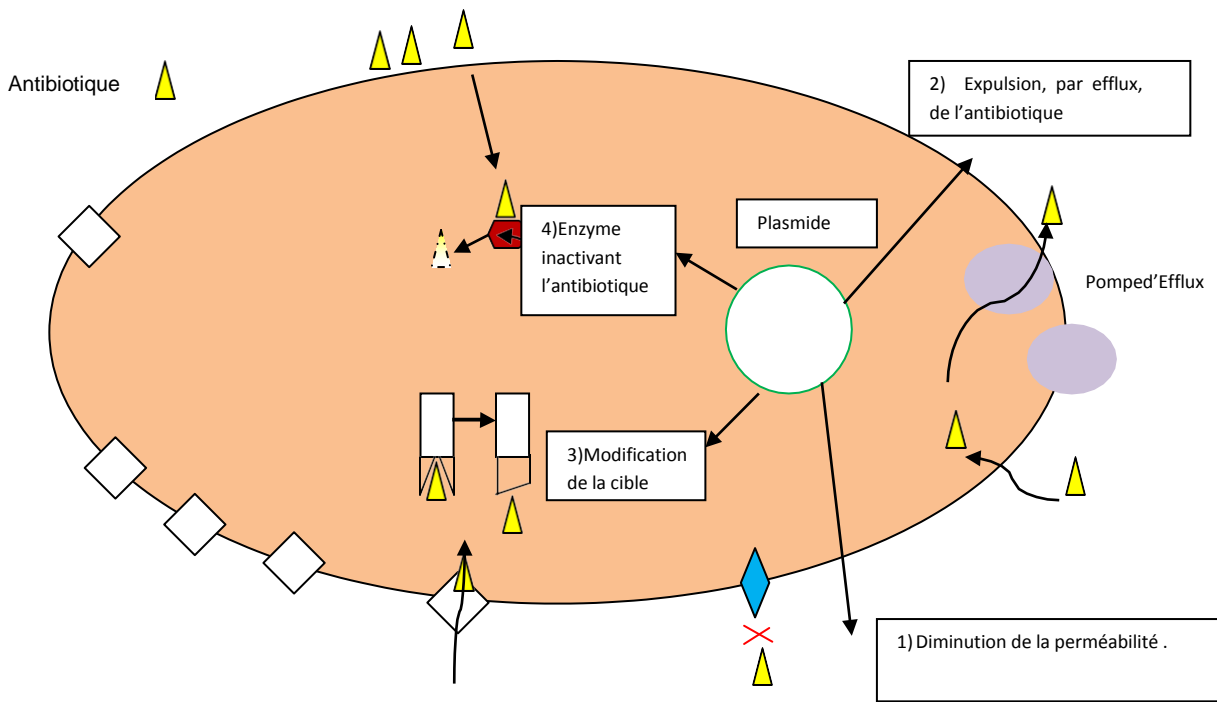 Antibiotique
2) Expulsion, par efflux,
de l'antibiotique
4)Enzyme
inactivant
l'antibiotique
Plasmide
Pomped'Efflux
3)Modification
de la cible
1) Diminution de la perméabilité .